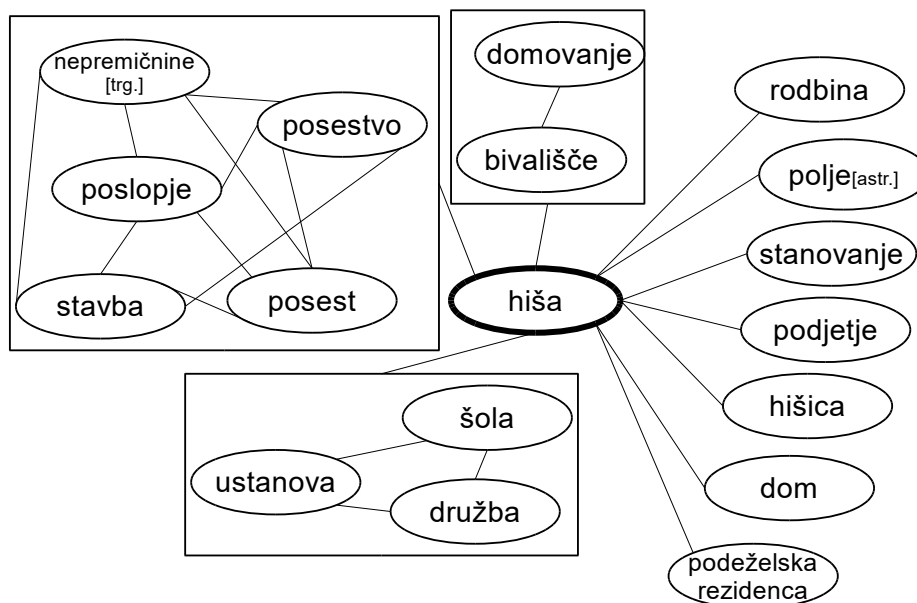 nepremičnine
[trg.]
posestvo
poslopje
stavba
posest
domovanje
bivališče
hiša
rodbina
polje[astr.]
stanovanje
podjetje
hišica
dom
podeželska
rezidenca
šola
ustanova
družba